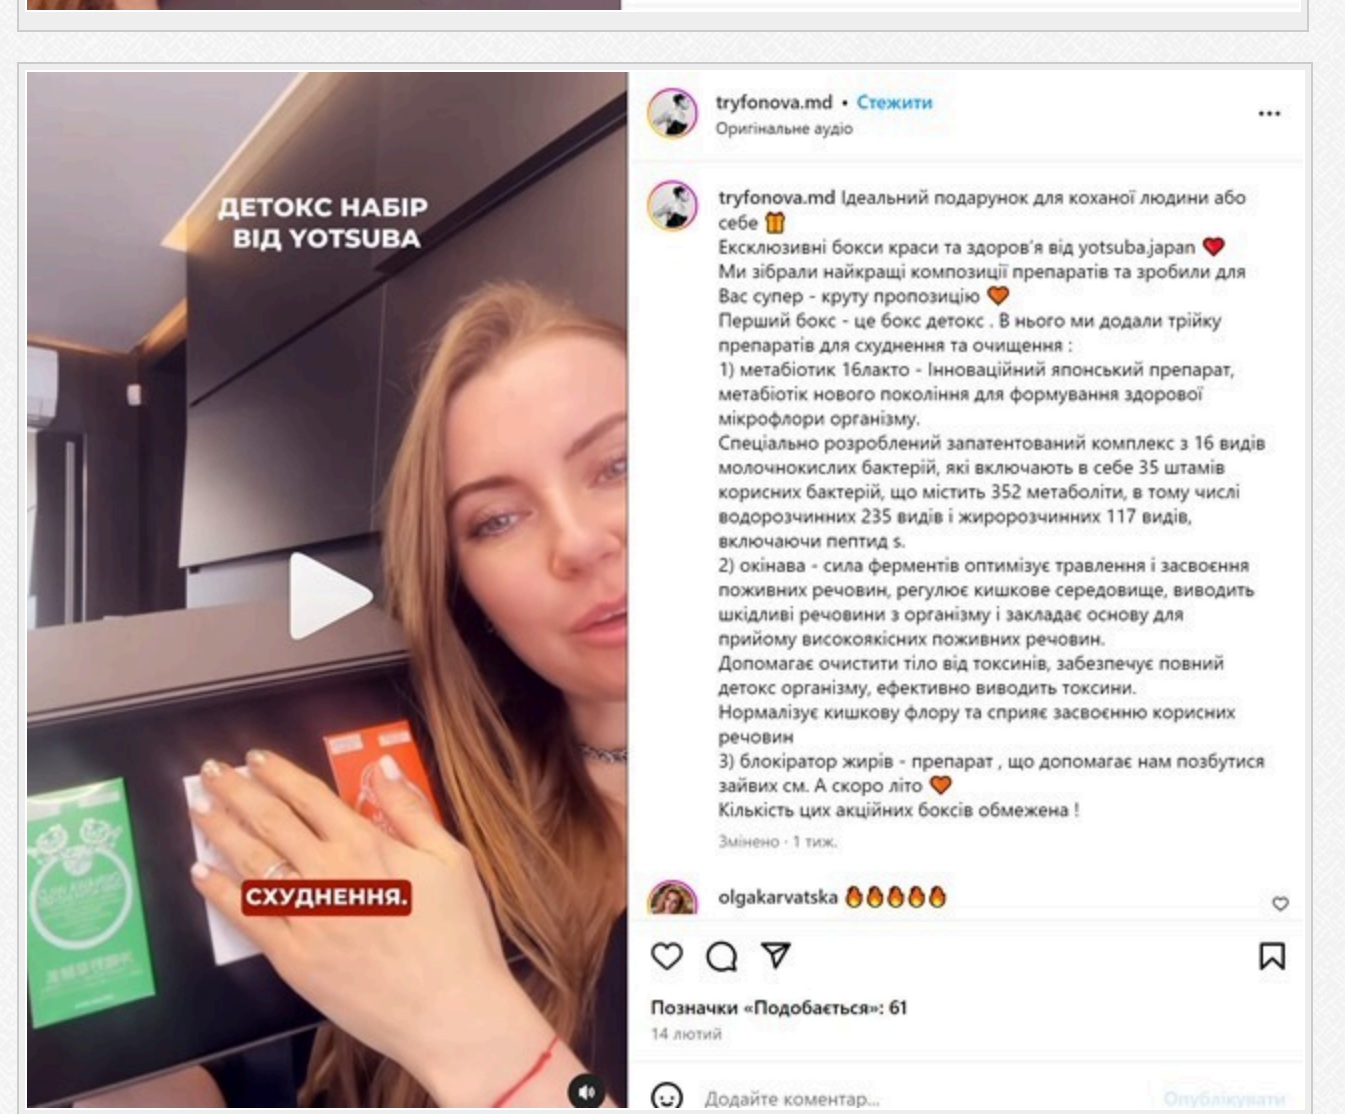 ДЕТОКС НАБІР
ВІД YOTSUBA
СХУДНЕННЯ.
tryfonova.md • Стежити
Оригінальне аудіо
tryfonova.md Ідеальний подарунок для коханої людини або
себе 🎁
Ексклюзивні бокси краси та здоров'я від yotsuba.japan ❤️
Ми зібрали найкращі композиції препаратів та зробили для
Вас супер - круту пропозицію 🧡
Перший бокс - це бокс детокс . В нього ми додали трійку
препаратів для схуднення та очищення :
1) метабіотик 16лакто - Інноваційний японський препарат,
метабіотік нового покоління для формування здорової
мікрофлори організму.
Спеціально розроблений запатентований комплекс з 16 видів
молочнокислих бактерій, які включають в себе 35 штамів
корисних бактерій, що містить 352 метаболіти, в тому числі
водорозчинних 235 видів і жиророзчинних 117 видів,
включаючи пептид s.
2) окінава - сила ферментів оптимізує травлення і засвоєння
поживних речовин, регулює кишкове середовище, виводить
шкідливі речовини з організму і закладає основу для
прийому високоякісних поживних речовин.
Допомагає очистити тіло від токсинів, забезпечує повний
детокс організму, ефективно виводить токсини.
Нормалізує кишкову флору та сприяє засвоєнню корисних
речовин
3) блокіратор жирів - препарат , що допомагає нам позбутися
зайвих см. А скоро літо 🧡
Кількість цих акційних боксів обмежена !
Змінено · 1 тиж.
olgakarvatska 🔥🔥🔥🔥🔥
Позначки «Подобається»: 61
14 лютий
Додайте коментар...
Опублікувати